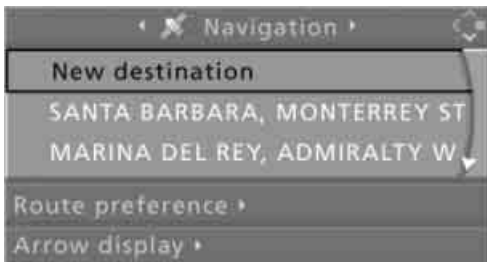 Navigation
New destination
SANTA BARBARA, MONTERREY ST
MARINA DEL REY, ADMIRALTY W
Route preference
Arrow display